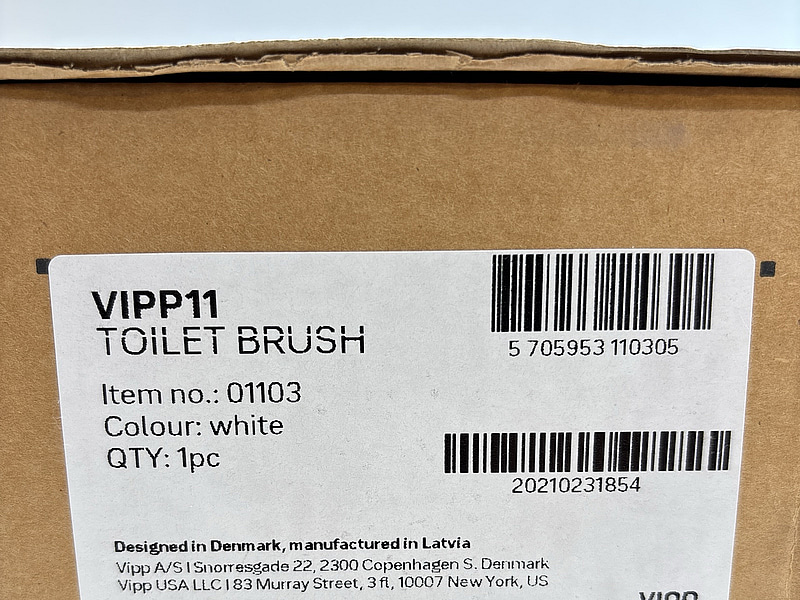 VIPP11
TOILET BRUSH
Item no.: 01103
Colour: white
QTY: 1pc
5 705953 110305
20210231854
Designed in Denmark, manufactured in Latvia
Vipp A/S | Snorresgade 22, 2300 Copenhagen S. Denmark
Vipp USA LLC | 83 Murray Street, 3 fl, 10007 New York, US
VIPP